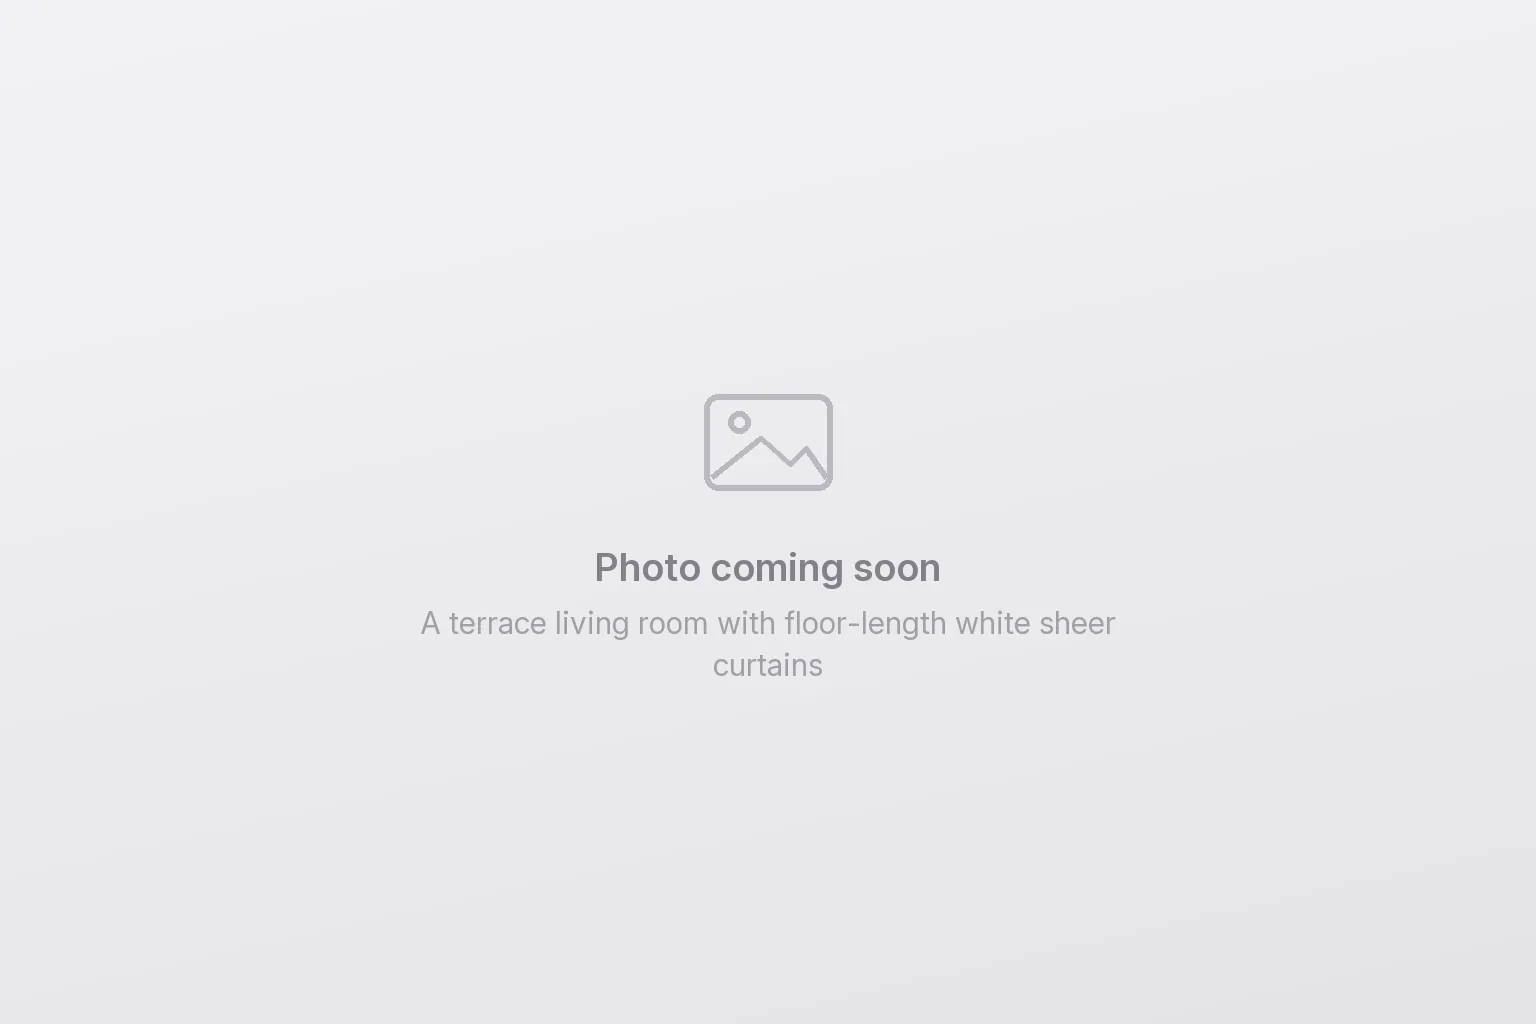 Photo coming soon
A terrace living room with floor-length white sheer
curtains